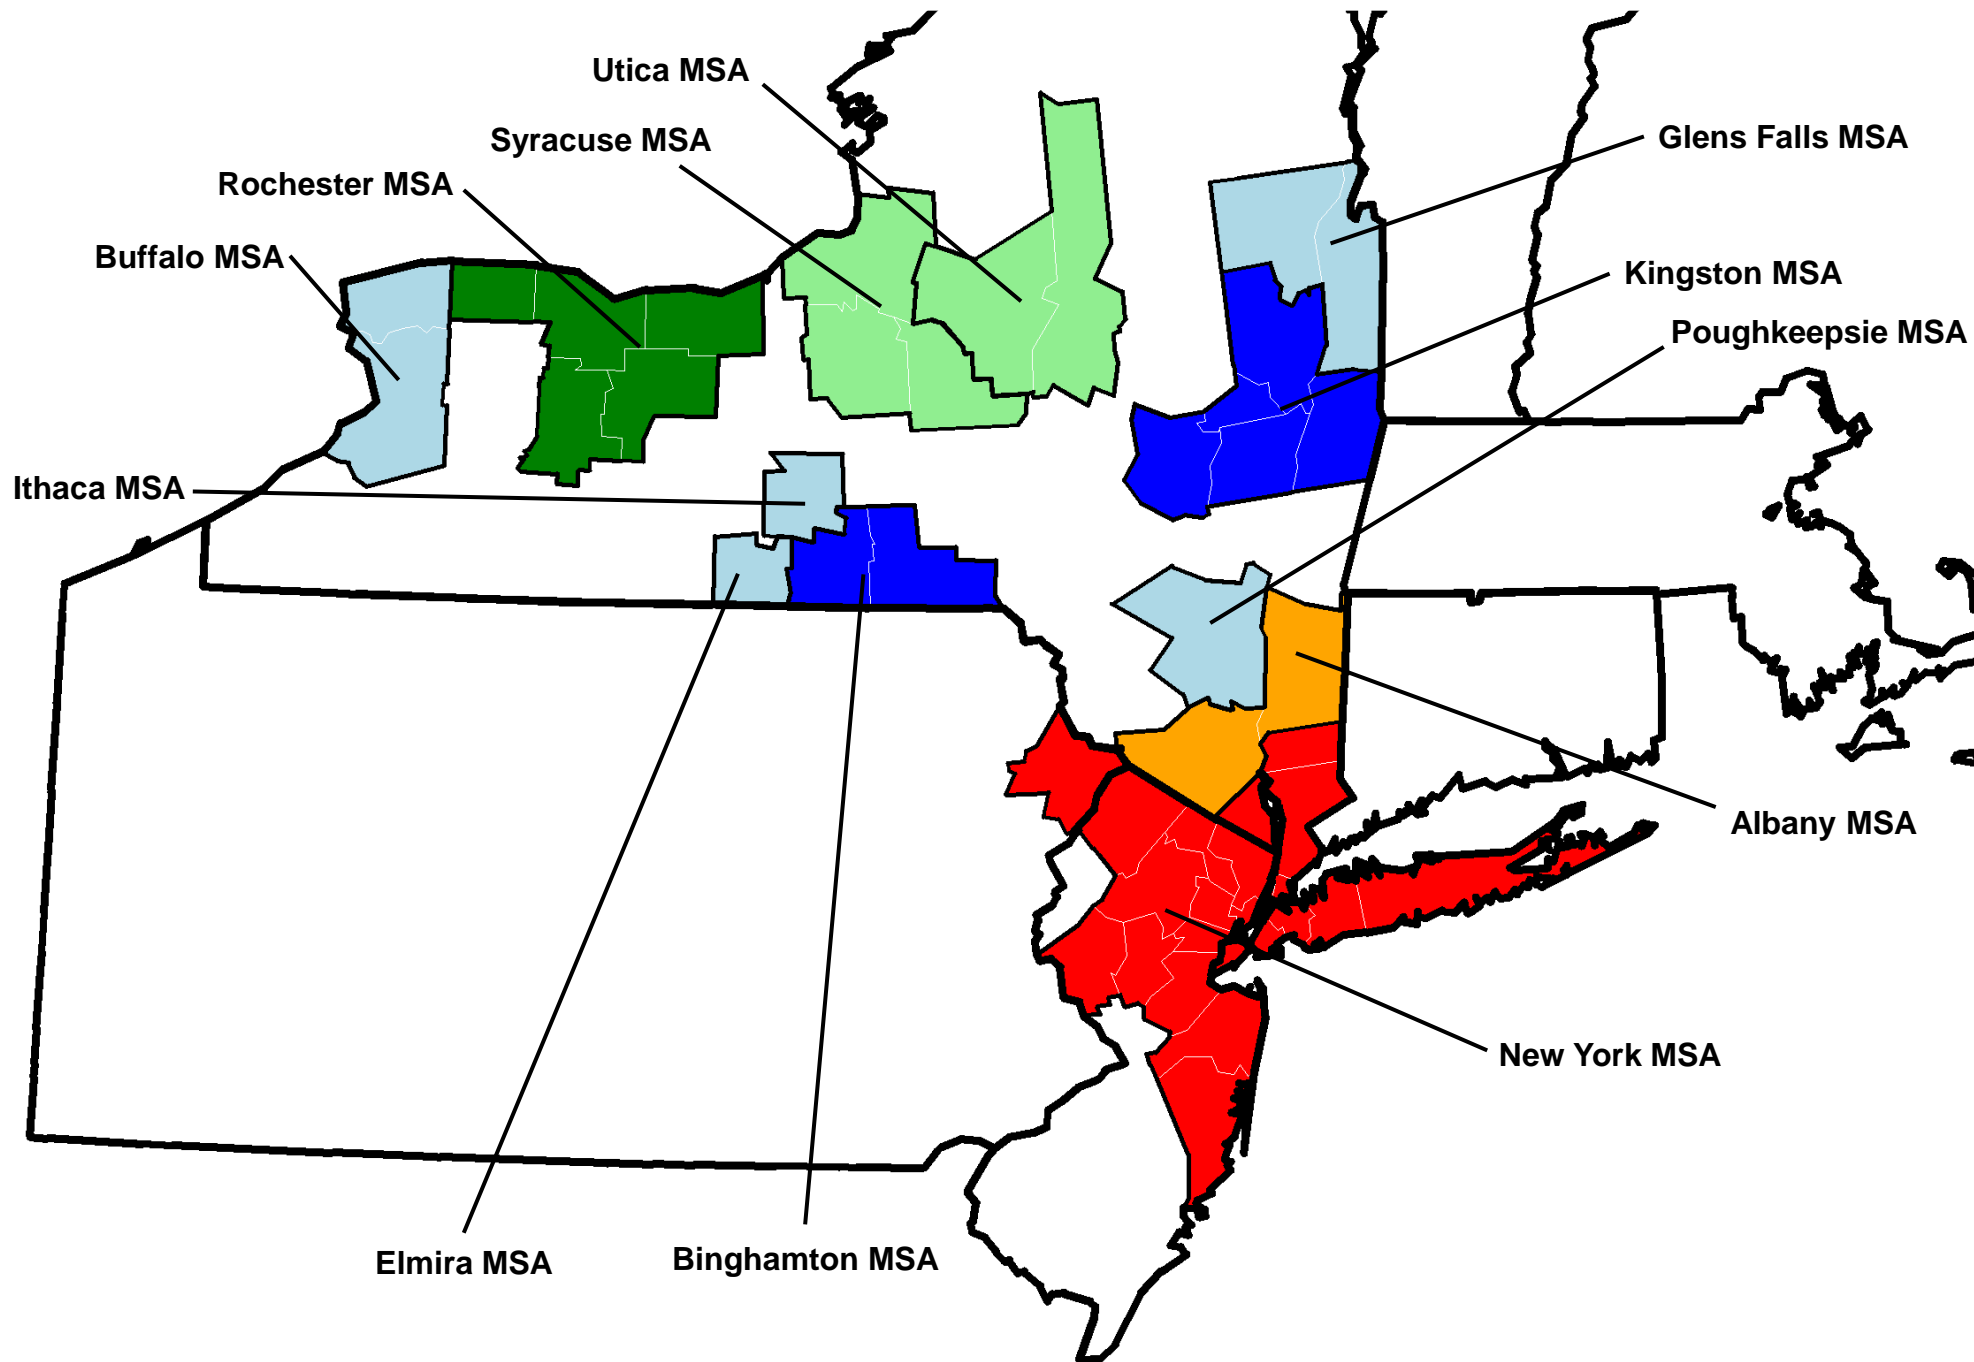 Utica MSA
Syracuse MSA
Glens Falls MSA
Rochester MSA
Buffalo MSA
Kingston MSA
Poughkeepsie MSA
Ithaca MSA
Albany MSA
New York MSA
Elmira MSA
Binghamton MSA